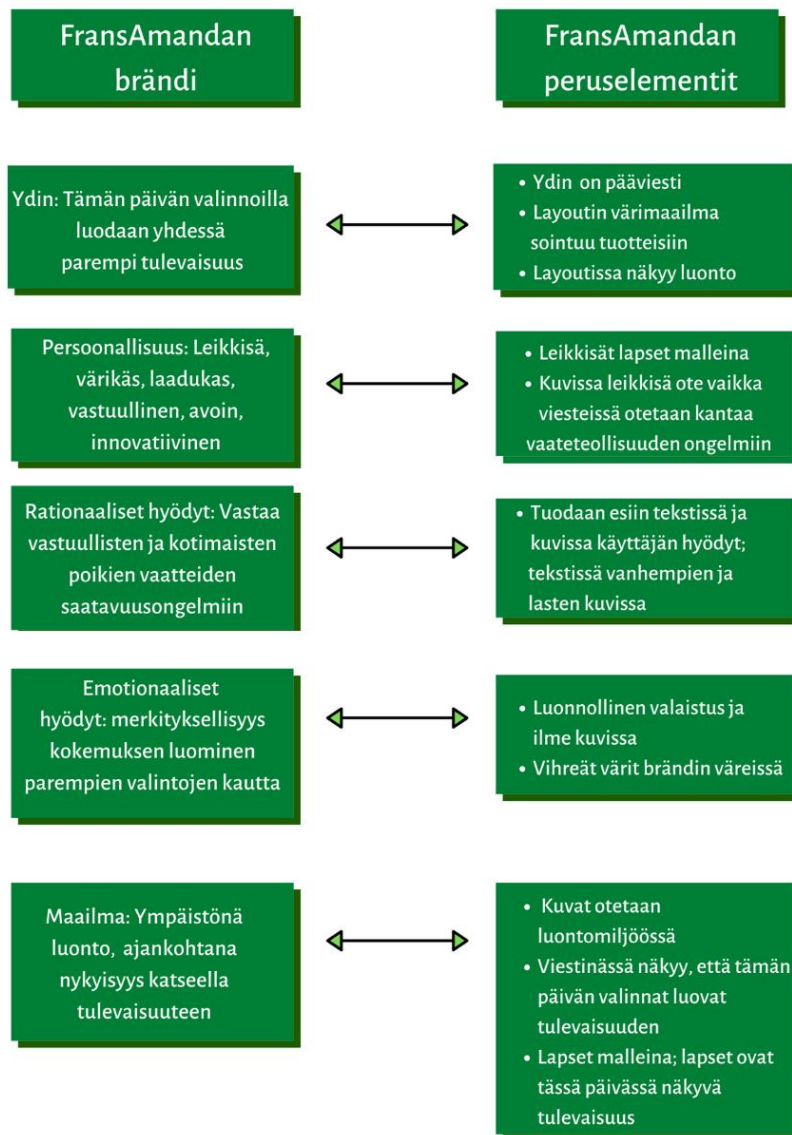 FransAmandan
brändi
FransAmandan
peruselementit
Ydin: Tämän päivän valinnoilla
luodaan yhdessä
parempi tulevaisuus
• Ydin on pääviesti
• Layoutin värimaailma
sointuu tuotteisiin
• Layoutissa näkyy luonto
Persoonallisuus: Leikkisä,
värikäs, laadukas,
vastuullinen, avoin,
innovatiivinen
• Leikkisät lapset malleina
• Kuvissa leikkisä ote vaikka
viesteissä otetaan kantaa
vaateteollisuuden ongelmiin
Rationaaliset hyödyt: Vastaa
vastuullisten ja kotimaisten
poikien vaatteiden
saatavuusongelmiin
• Tuodaan esiin tekstissä ja
kuvissa käyttäjän hyödyt;
tekstissä vanhempien ja
lasten kuvissa
Emotionaaliset
hyödyt: merkityksellisyys
kokemuksen luominen
parempien valintojen kautta
• Luonnollinen valaistus ja
ilme kuvissa
• Vihreät värit brändin väreissä
Maailma: Ympäistönä
luonto, ajankohtana
nykyisyys katseella
tulevaisuuteen
• Kuvat otetaan
luontomiljöössä
• Viestinässä näkyy, että tämän
päivän valinnat luovat
tulevaisuuden
• Lapset malleina; lapset ovat
tässä päivässä näkyvä
tulevaisuus